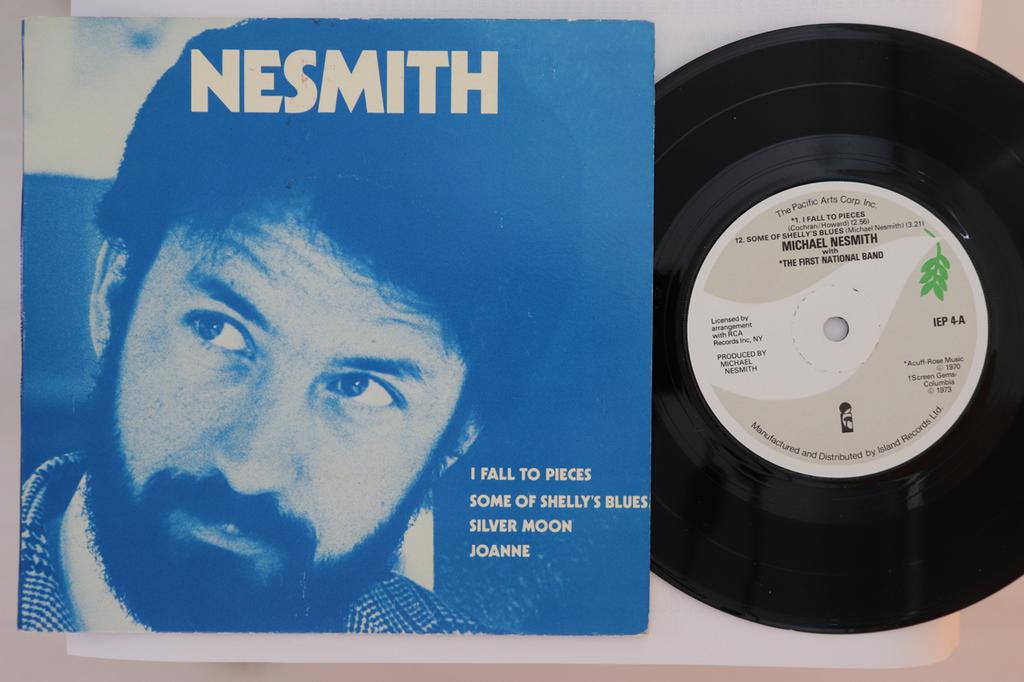 NESMITH
I FALL TO PIECES
SOME OF SHELLY'S BLUES
SILVER MOON
JOANNE
The Pacific Arts Corp. Inc.
*1. I FALL TO PIECES
(Cochran/Howard) (2.56)
12. SOME OF SHELLY'S BLUES (Michael Nesmith) (3.21)
MICHAEL NESMITH
with
*THE FIRST NATIONAL BAND
Licensed by
arrangement
with RCA
Records Inc, NY
PRODUCED BY
MICHAEL
NESMITH
IEP 4-A
*Acuff-Rose Music
© 1970
†Screen Gems-
Columbia
© 1973
Manufactured and Distributed by Island Records Ltd.